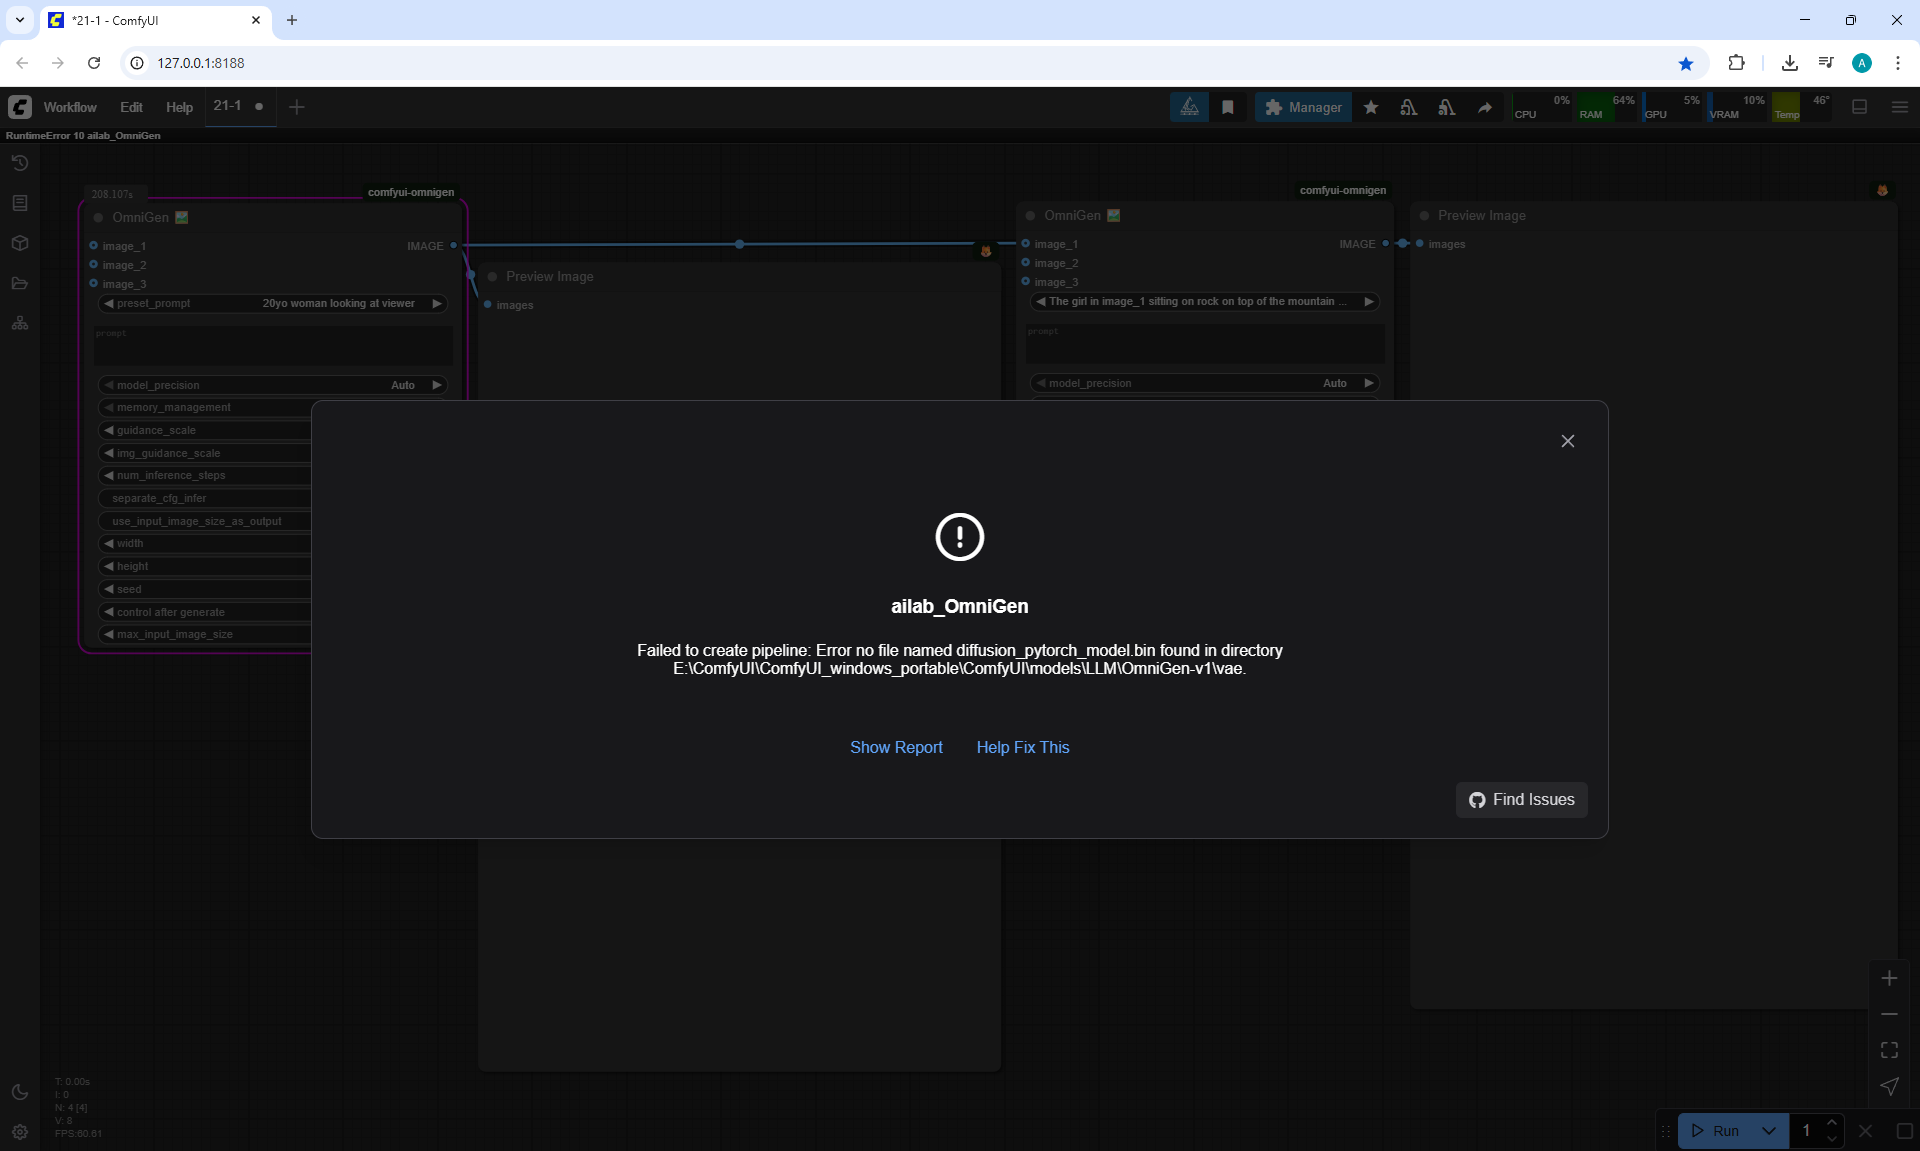 *21-1 - ComfyUI
127.0.0.1:8188
Workflow Edit Help 21-1
Manager
0% CPU 64% RAM 5% GPU 10% VRAM 46° Temp
RuntimeError 10 ailab_OmniGen
208.107s
comfyui-omnigen
OmniGen
image_1 IMAGE
image_2
image_3
preset_prompt 20yo woman looking at viewer
prompt
model_precision Auto
memory_management
guidance_scale
img_guidance_scale
num_inference_steps
separate_cfg_infer
use_input_image_size_as_output
width
height
seed
control after generate
max_input_image_size
Preview Image
images
comfyui-omnigen
OmniGen
image_1 IMAGE
image_2
image_3
The girl in image_1 sitting on rock on top of the mountain ...
prompt
model_precision Auto
Preview Image
images
ailab_OmniGen
Failed to create pipeline: Error no file named diffusion_pytorch_model.bin found in directory
E:\ComfyUI\ComfyUI_windows_portable\ComfyUI\models\LLM\OmniGen-v1\vae.
Show Report Help Fix This
Find Issues
T: 0.00s
I: 0
N: 4 [4]
V: 8
FPS:60.61
Run 1
A